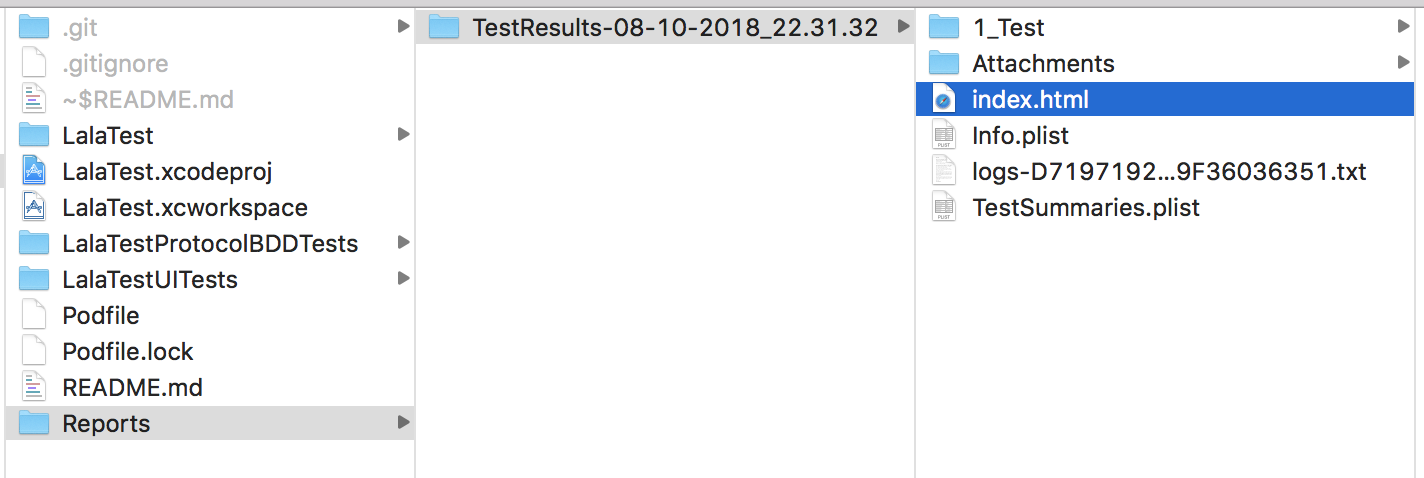 .git
.gitignore
~$README.md
LalaTest
LalaTest.xcodeproj
LalaTest.xcworkspace
LalaTestProtocolBDDTests
LalaTestUITests
Podfile
Podfile.lock
README.md
Reports
TestResults-08-10-2018_22.31.32
1_Test
Attachments
index.html
Info.plist
logs-D7197192...9F36036351.txt
TestSummaries.plist